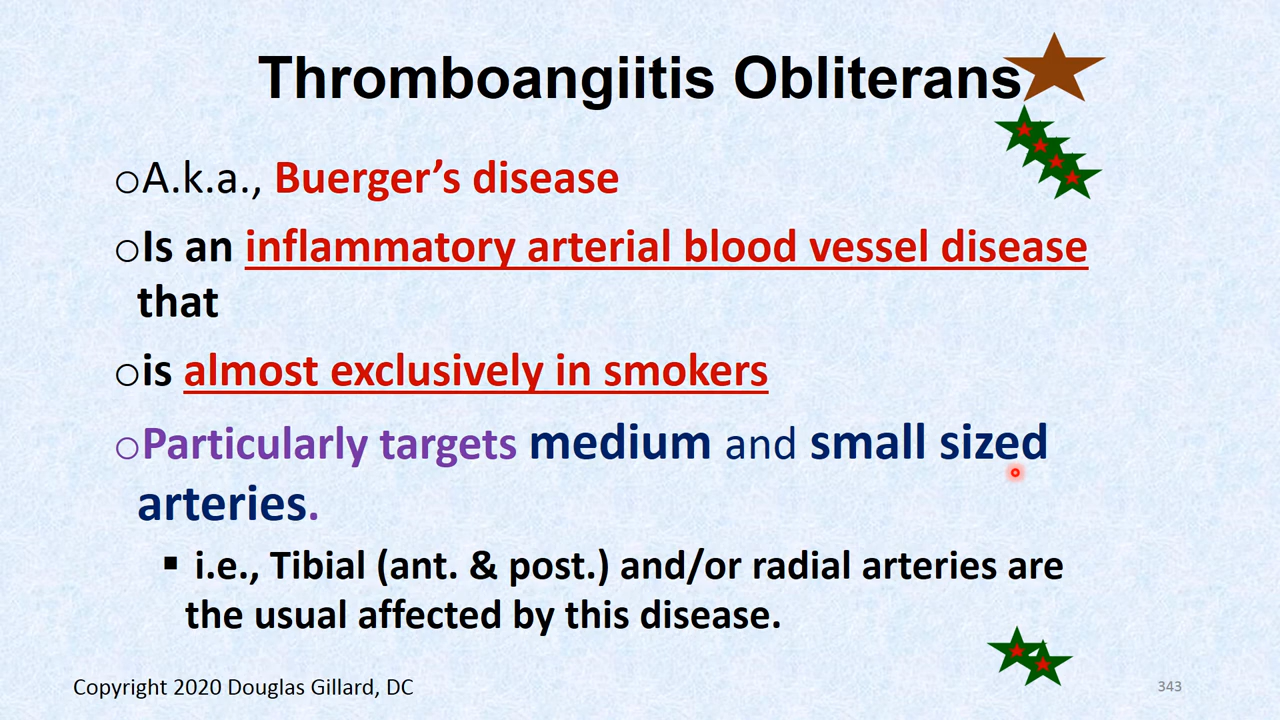 Thromboangiitis Obliterans
oA.k.a., Buerger’s disease
oIs an inflammatory arterial blood vessel disease
that
ois almost exclusively in smokers
oParticularly targets medium and small sized
arteries.
▪ i.e., Tibial (ant. & post.) and/or radial arteries are
the usual affected by this disease.
Copyright 2020 Douglas Gillard, DC
343